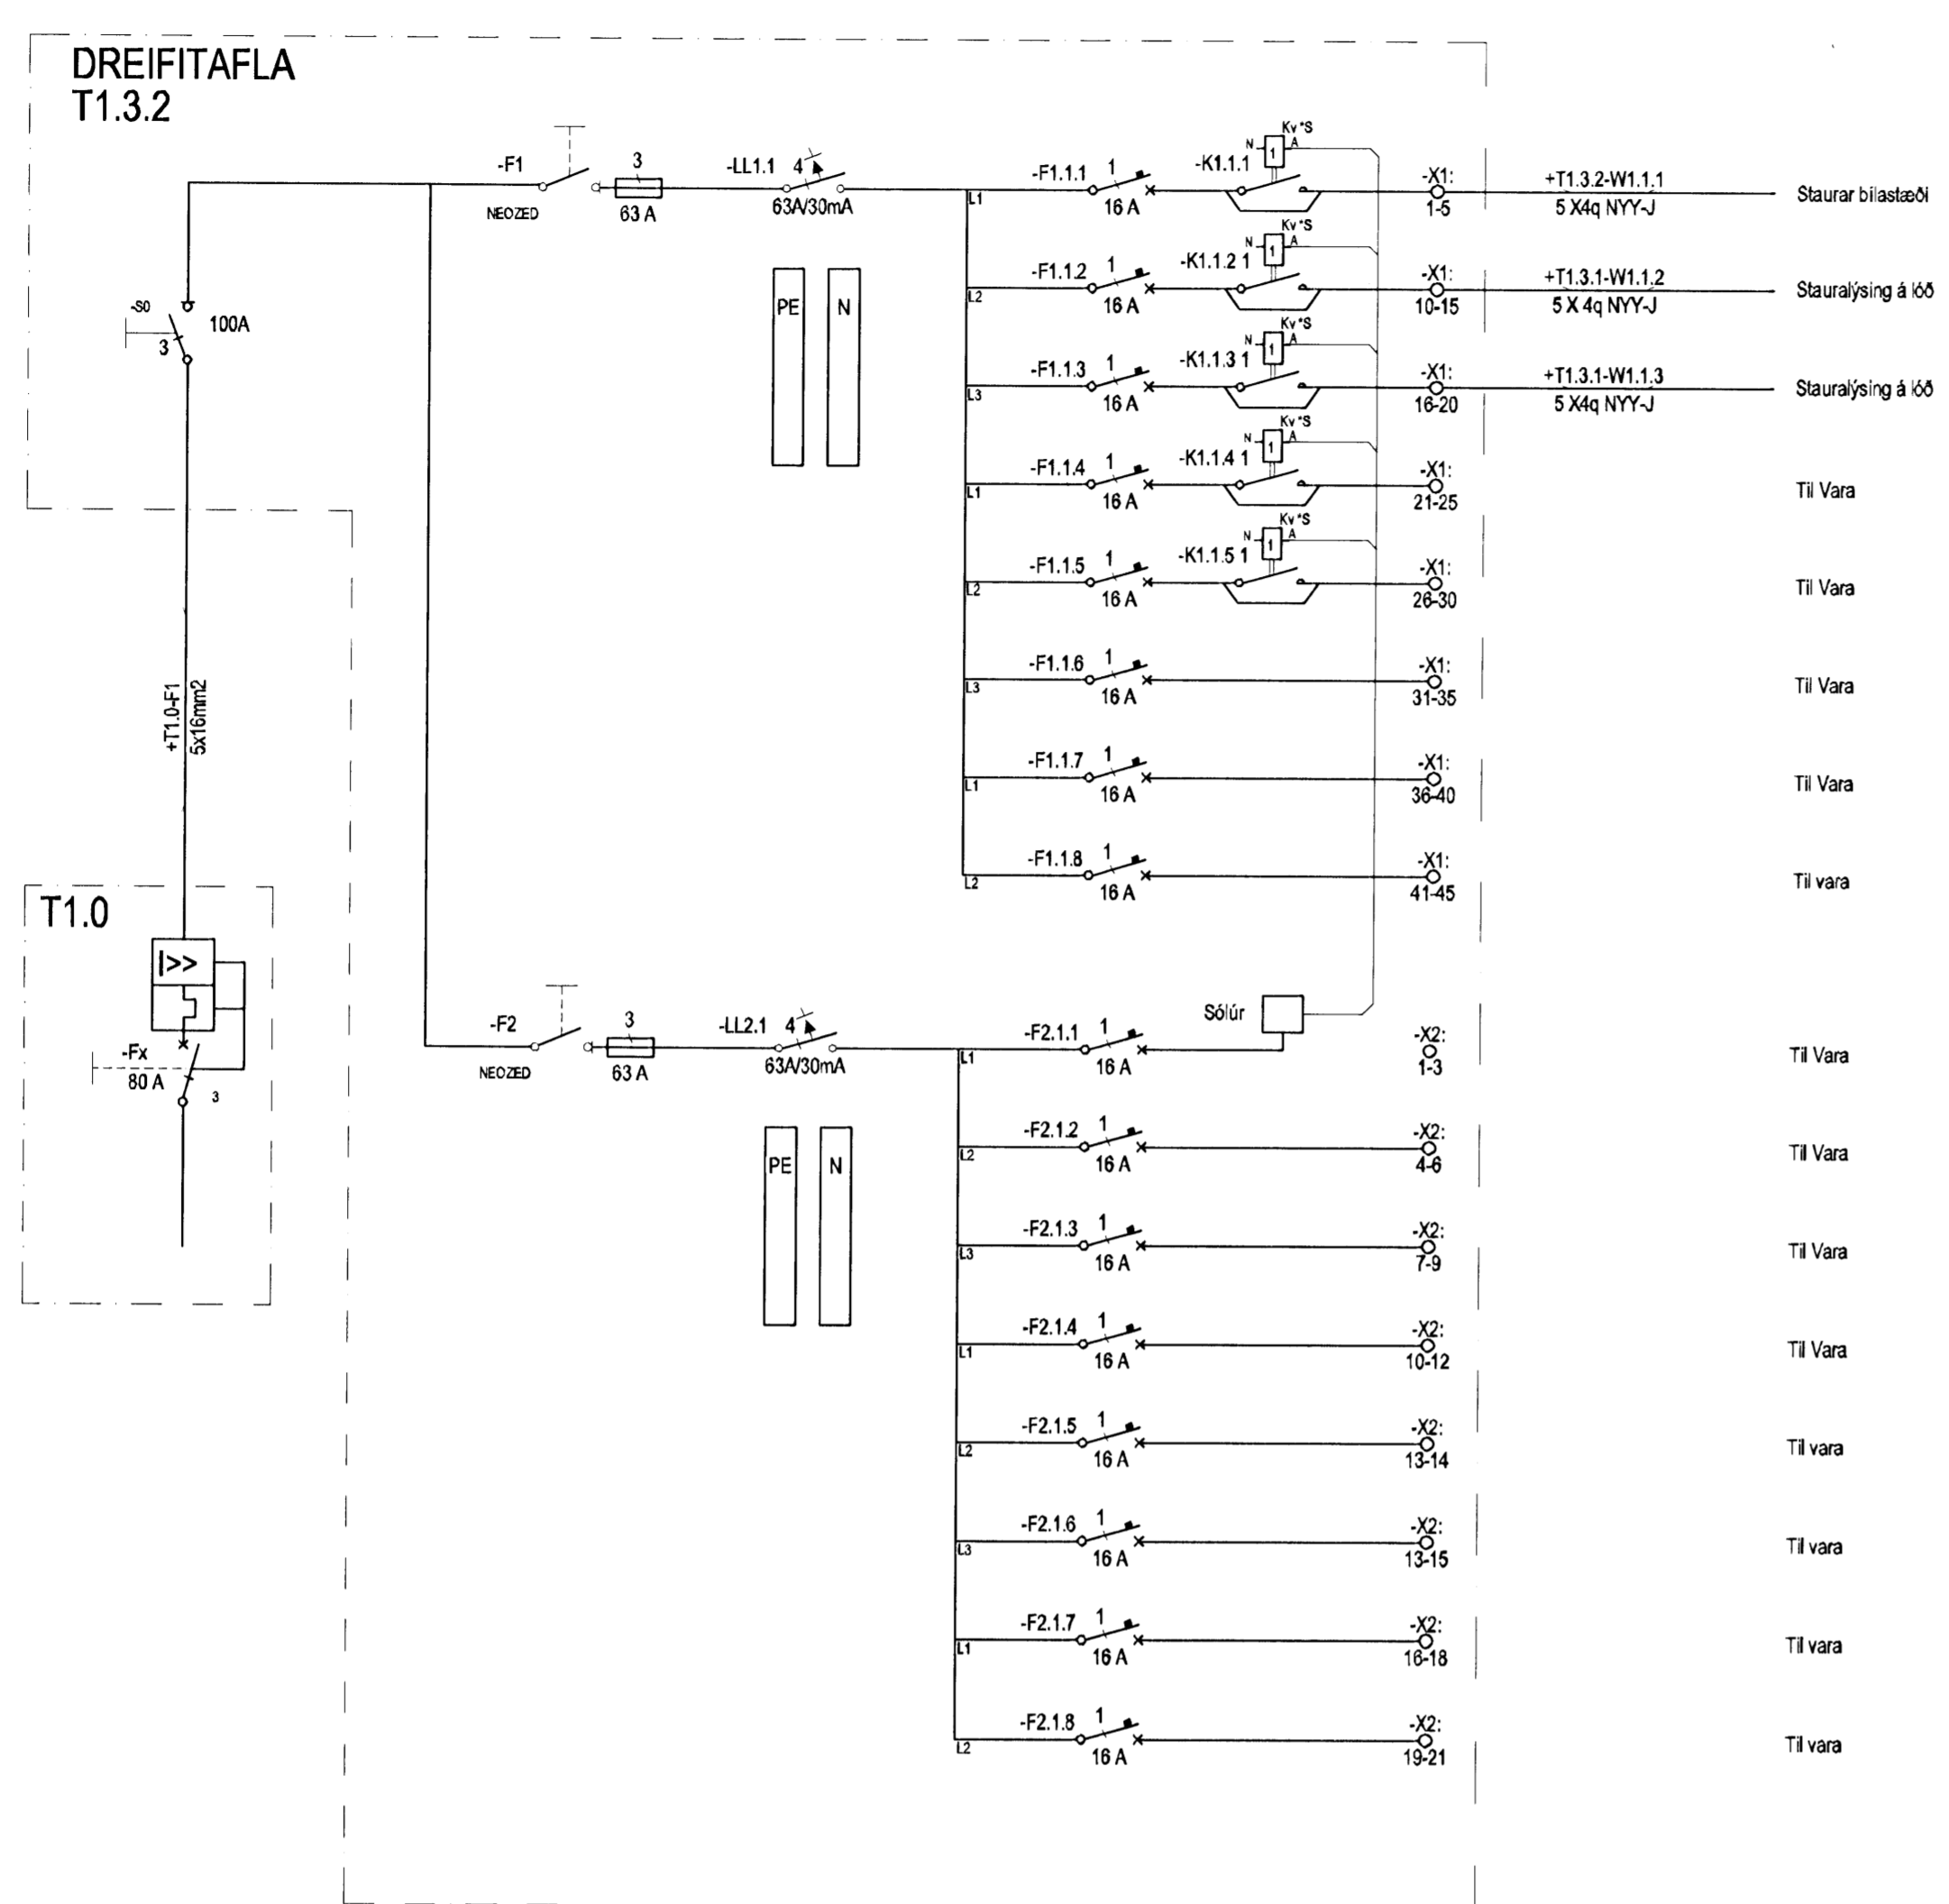 DREIFITAFLA
T1.3.2
-S0
3
100A
+T1.0-F1
5x16mm2
T1.0
I>>
-Fx
80 A
3
-F1
NEOZED
3
63 A
-LL1.1
4
63A/30mA
PE
N
L1
-F1.1.1
1
16 A
-K1.1.1
N
1
Kv*S
A
-X1:
1-5
+T1.3.2-W1.1.1
5 X4q NYY-J
Staurar bílastæði
L2
-F1.1.2
1
16 A
-K1.1.2 1
N
1
Kv*S
A
-X1:
10-15
+T1.3.1-W1.1.2
5 X 4q NYY-J
Stauralýsing á lóð
L3
-F1.1.3
1
16 A
-K1.1.3 1
N
1
Kv*S
A
-X1:
16-20
+T1.3.1-W1.1.3
5 X4q NYY-J
Stauralýsing á lóð
L1
-F1.1.4
1
16 A
-K1.1.4 1
N
1
Kv*S
A
-X1:
21-25
Til Vara
L2
-F1.1.5
1
16 A
-K1.1.5 1
N
1
Kv*S
A
-X1:
26-30
Til Vara
L3
-F1.1.6
1
16 A
-X1:
31-35
Til Vara
L1
-F1.1.7
1
16 A
-X1:
36-40
Til Vara
L2
-F1.1.8
1
16 A
-X1:
41-45
Til vara
-F2
NEOZED
3
63 A
-LL2.1
4
63A/30mA
PE
N
L1
-F2.1.1
1
16 A
Sólúr
-X2:
1-3
Til Vara
L2
-F2.1.2
1
16 A
-X2:
4-6
Til Vara
L3
-F2.1.3
1
16 A
-X2:
7-9
Til Vara
L1
-F2.1.4
1
16 A
-X2:
10-12
Til Vara
L2
-F2.1.5
1
16 A
-X2:
13-14
Til vara
L3
-F2.1.6
1
16 A
-X2:
13-15
Til vara
L1
-F2.1.7
1
16 A
-X2:
16-18
Til vara
L2
-F2.1.8
1
16 A
-X2:
19-21
Til vara